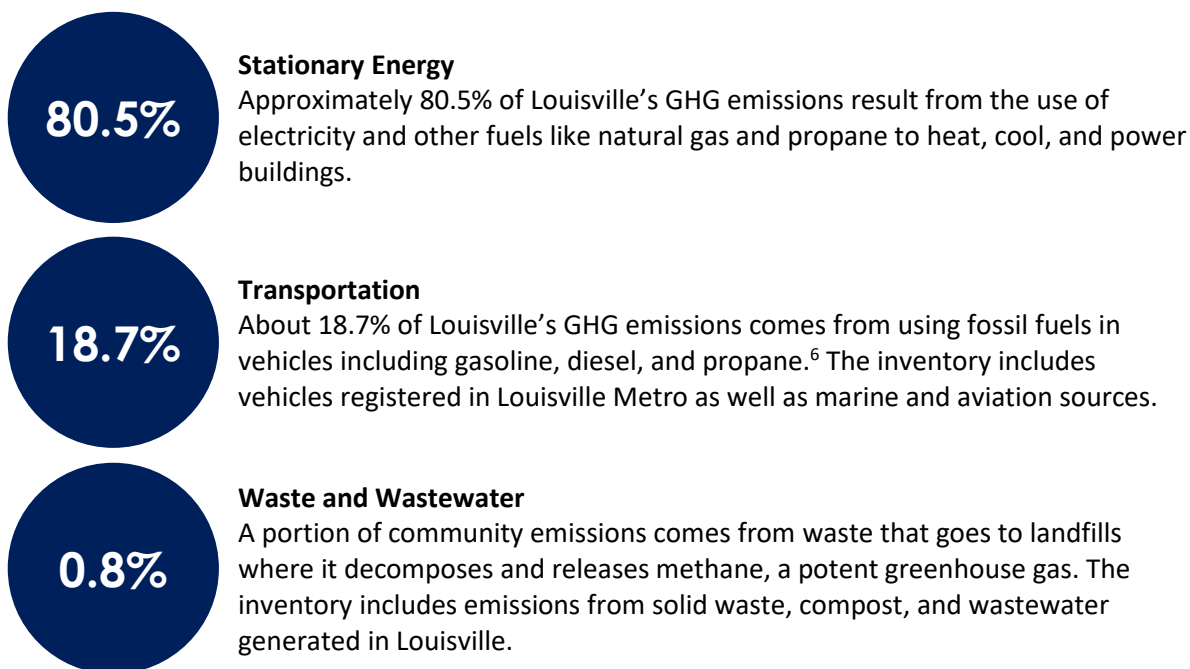 80.5%
Stationary Energy
Approximately 80.5% of Louisville’s GHG emissions result from the use of
electricity and other fuels like natural gas and propane to heat, cool, and power
buildings.
18.7%
Transportation
About 18.7% of Louisville’s GHG emissions comes from using fossil fuels in
vehicles including gasoline, diesel, and propane.⁶ The inventory includes
vehicles registered in Louisville Metro as well as marine and aviation sources.
0.8%
Waste and Wastewater
A portion of community emissions comes from waste that goes to landfills
where it decomposes and releases methane, a potent greenhouse gas. The
inventory includes emissions from solid waste, compost, and wastewater
generated in Louisville.